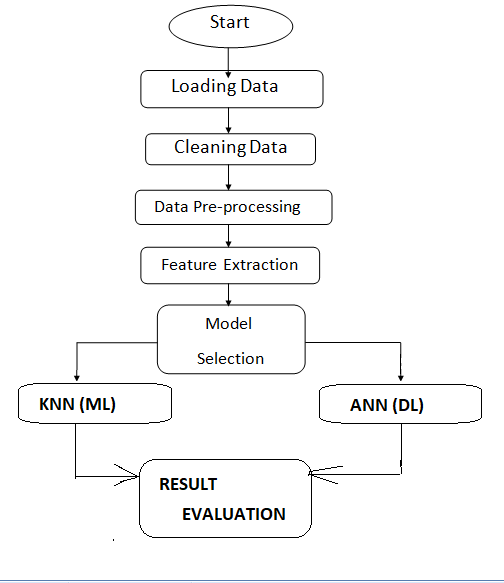 Start
Loading Data
Cleaning Data
Data Pre-processing
Feature Extraction
Model
Selection
KNN (ML)
ANN (DL)
RESULT
EVALUATION